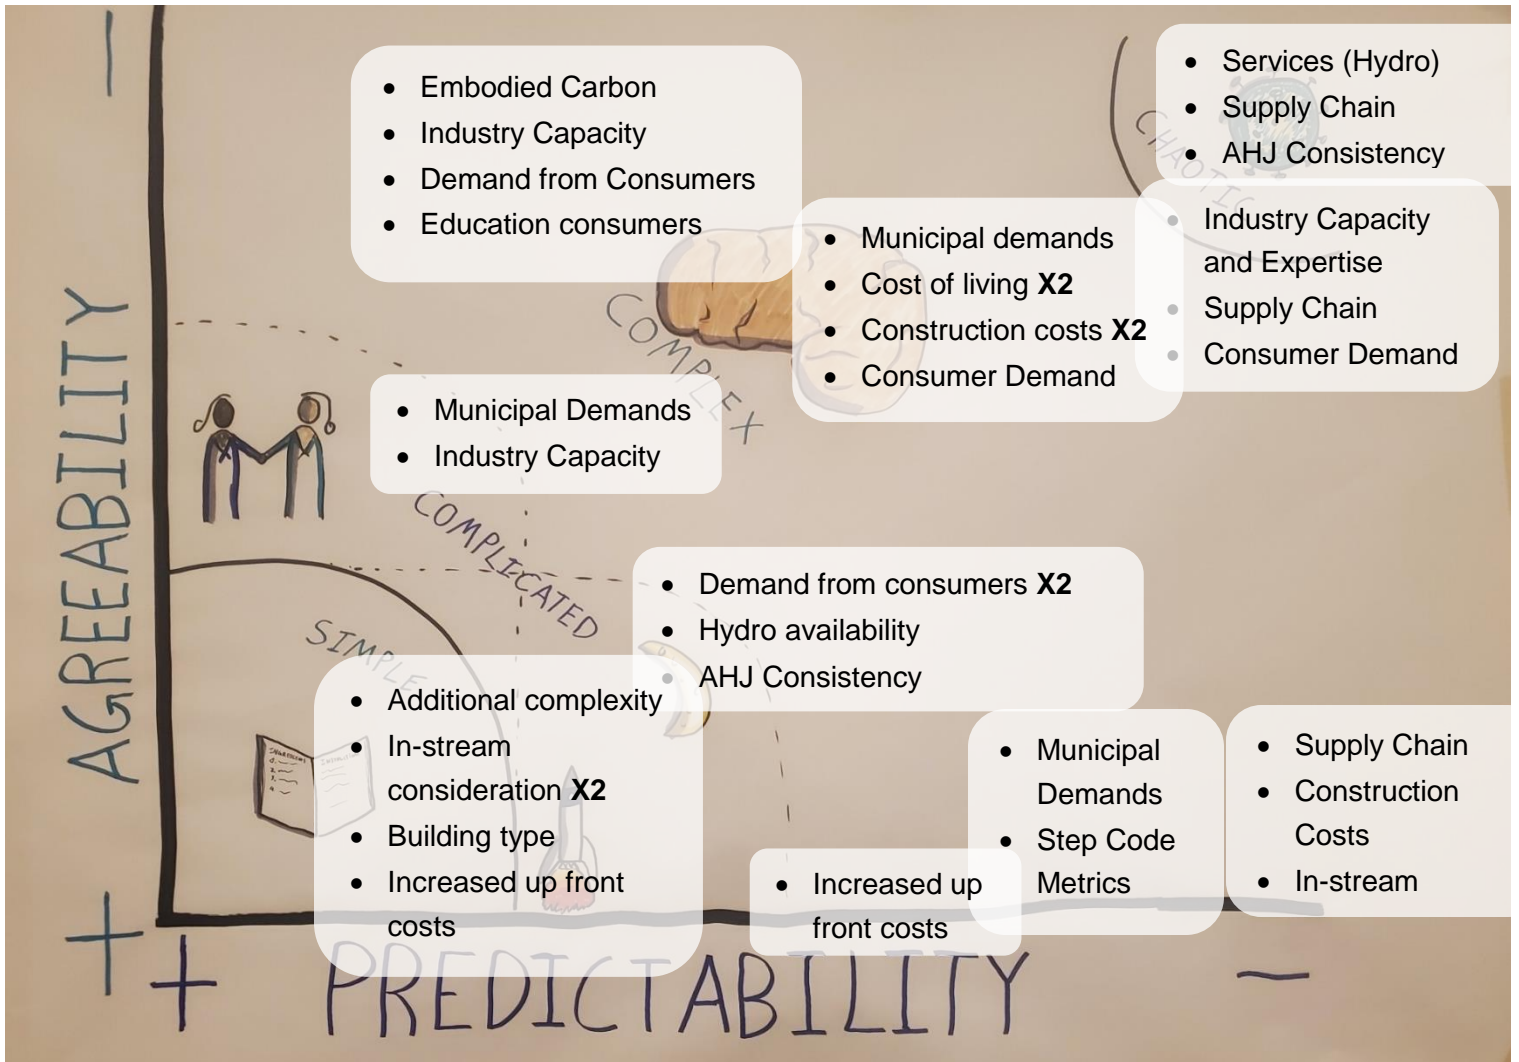 • Embodied Carbon
• Industry Capacity
• Demand from Consumers
• Education consumers
• Services (Hydro)
• Supply Chain
• AHJ Consistency
CHAOTIC
• Industry Capacity
and Expertise
• Supply Chain
• Consumer Demand
• Municipal demands
• Cost of living X2
• Construction costs X2
• Consumer Demand
COMPLEX
• Municipal Demands
• Industry Capacity
COMPLICATED
• Demand from consumers X2
• Hydro availability
• AHJ Consistency
SIMPLE
• Additional complexity
• In-stream
consideration X2
• Building type
• Increased up front
costs
• Increased up
front costs
• Municipal
Demands
• Step Code
Metrics
• Supply Chain
• Construction
Costs
• In-stream
− AGREEABILITY +
+ PREDICTABILITY −